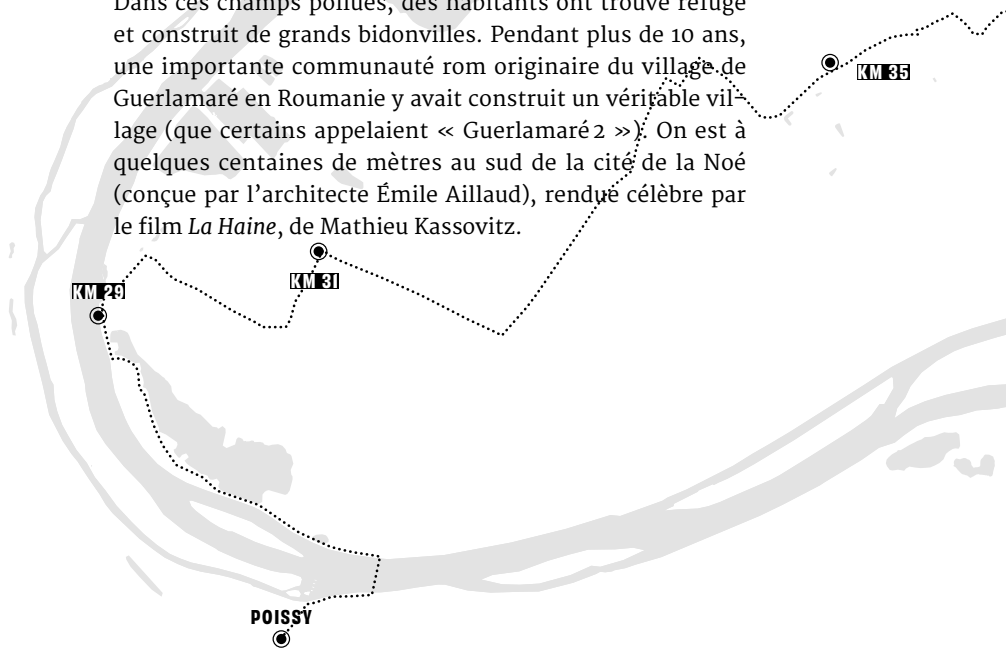 Dans ces champs pollués, des habitants ont trouvé refuge
et construit de grands bidonvilles. Pendant plus de 10 ans,
une importante communauté rom originaire du village de
Guerlamaré en Roumanie y avait construit un véritable vil-
lage (que certains appelaient « Guerlamaré 2 »). On est à
quelques centaines de mètres au sud de la cité de la Noé
(conçue par l’architecte Émile Aillaud), rendue célèbre par
le film La Haine, de Mathieu Kassovitz.
KM 35
KM 31
KM 29
POISSY